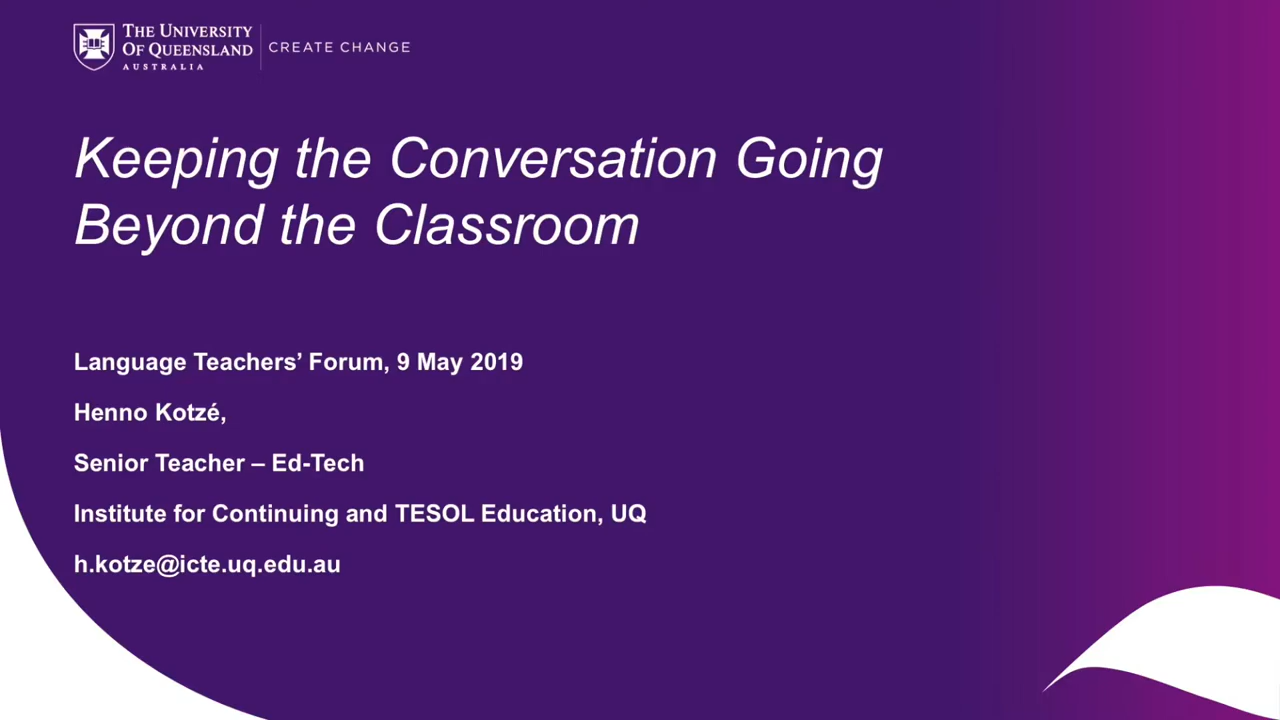 THE UNIVERSITY
OF QUEENSLAND
AUSTRALIA
CREATE CHANGE
Keeping the Conversation Going
Beyond the Classroom
Language Teachers’ Forum, 9 May 2019
Henno Kotzé,
Senior Teacher – Ed-Tech
Institute for Continuing and TESOL Education, UQ
h.kotze@icte.uq.edu.au